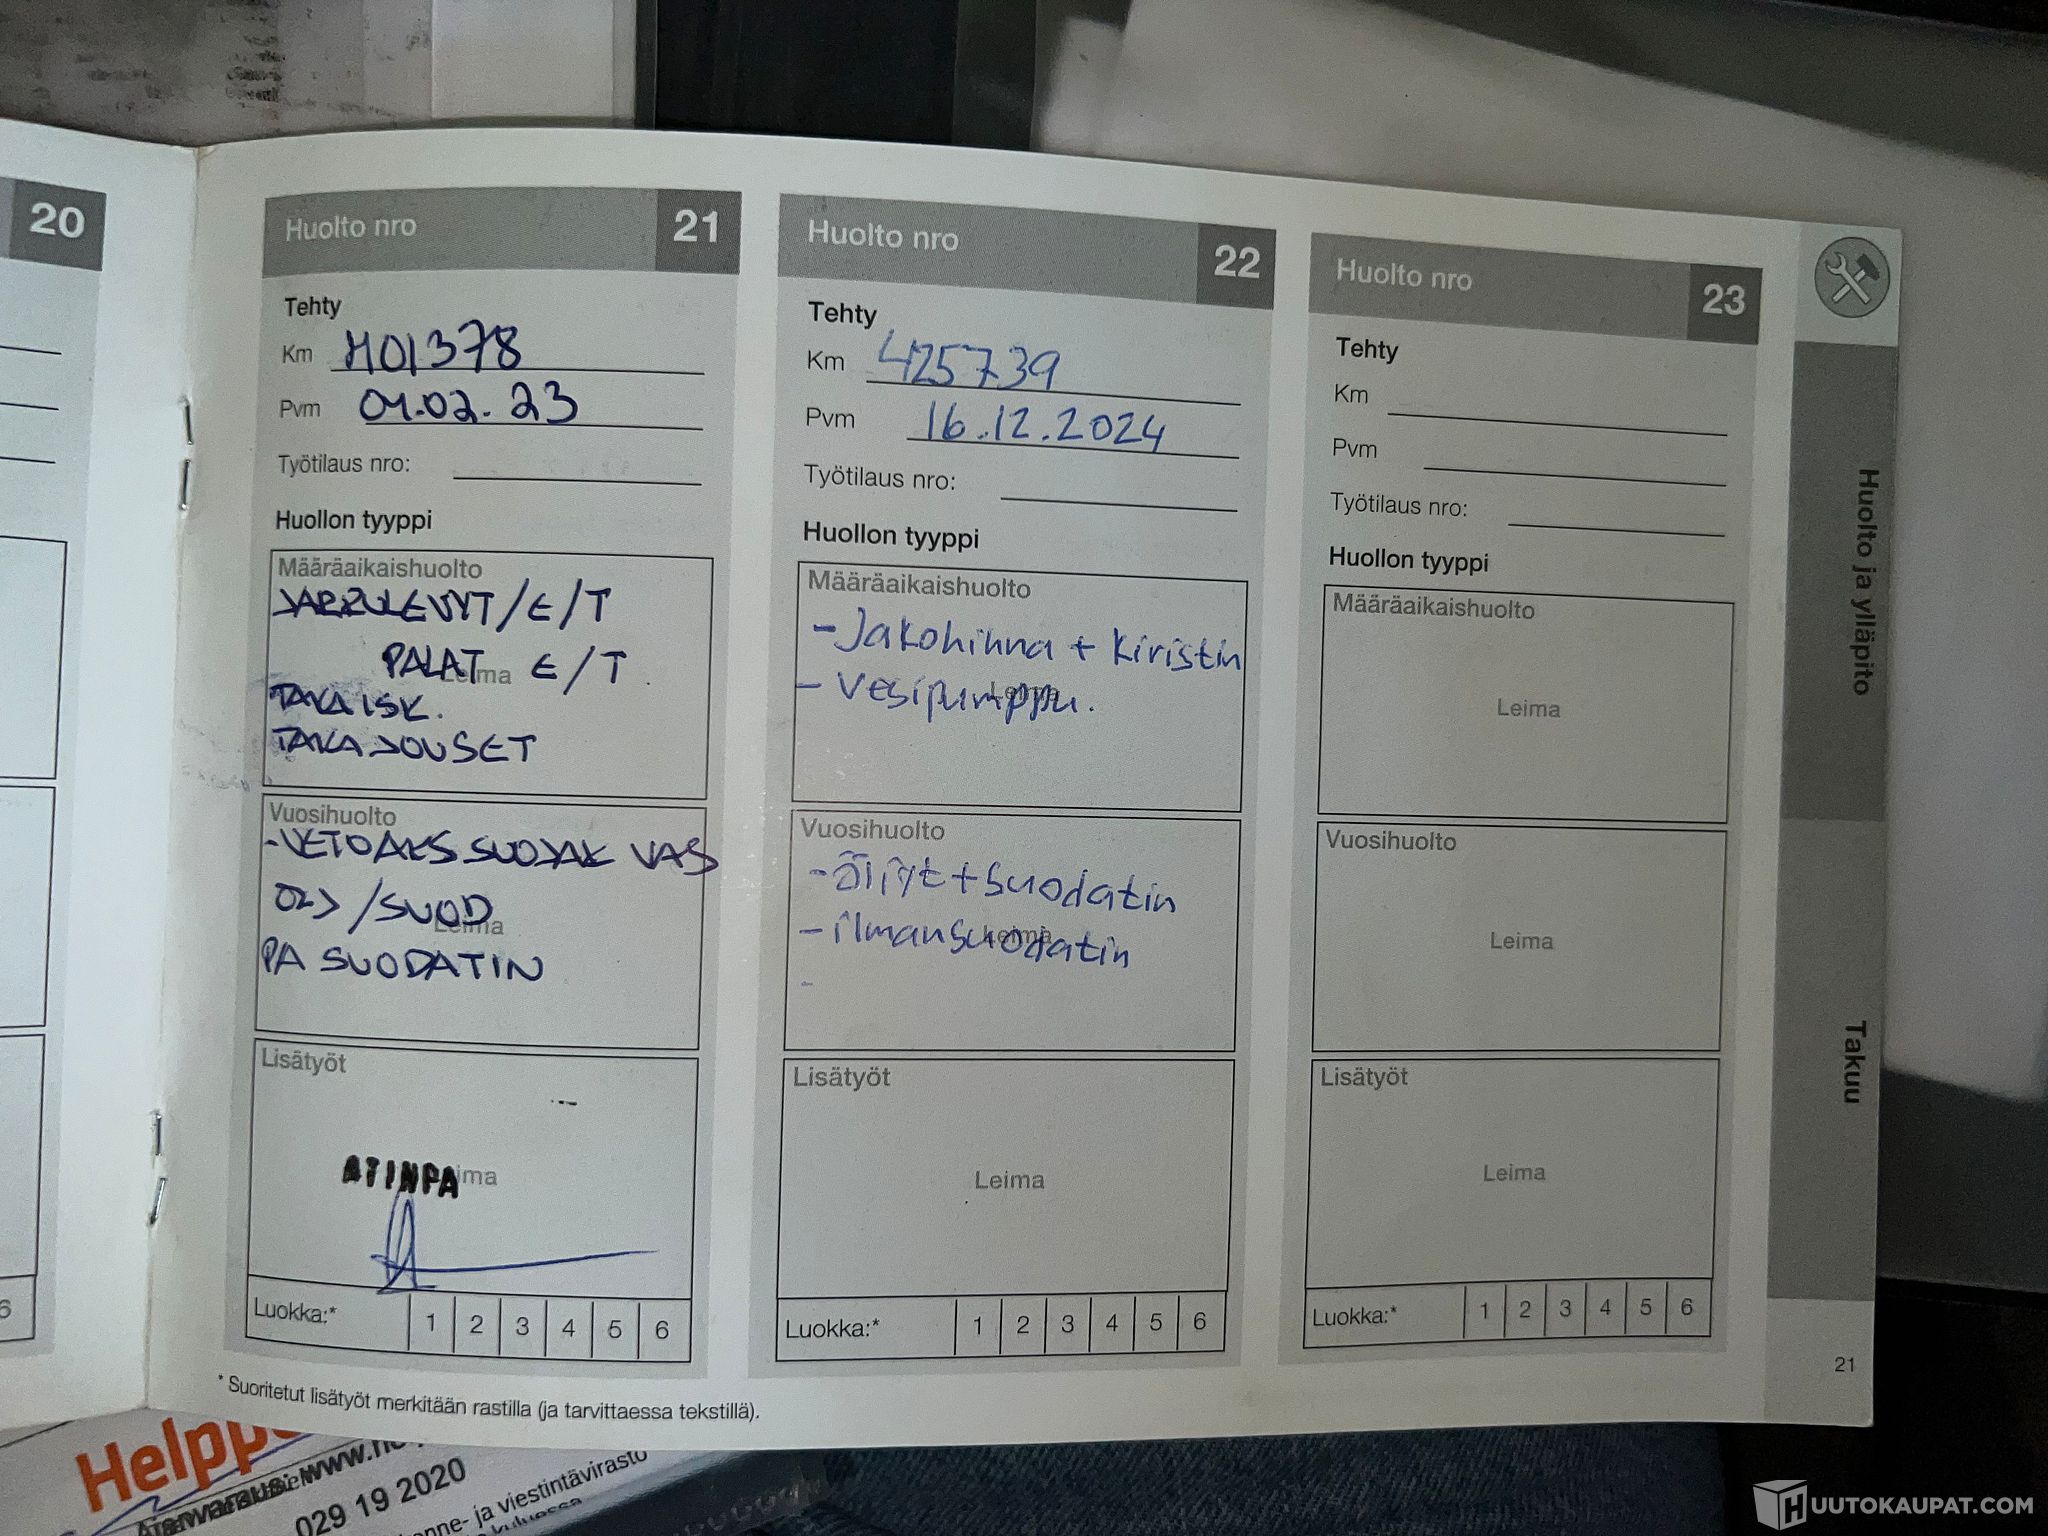 20
Huolto nro 21
Tehty
Km 401378
Pvm 01.02.23
Työtilaus nro:
Huollon tyyppi
Määräaikaishuolto
JARRULEVYT/E/T
PALAT E/T
Leima
TAKAISK.
TAKAJOUSET
Vuosihuolto
-VETOAKS SUOJAK VAS
ÖLJ/SUOD
Leima
PA SUODATIN
Lisätyöt
ATINPA
Luokka:* 1 2 3 4 5 6
Huolto nro 22
Tehty
Km 425739
Pvm 16.12.2024
Työtilaus nro:
Huollon tyyppi
Määräaikaishuolto
-Jakohihna + kiristin
- Vesipumppu.
Leima
Vuosihuolto
-öljyt+suodatin
-ilmansuodatin
Leima
-
Lisätyöt
Leima
Luokka:* 1 2 3 4 5 6
Huolto nro 23
Tehty
Km
Pvm
Työtilaus nro:
Huollon tyyppi
Määräaikaishuolto
Leima
Vuosihuolto
Leima
Lisätyöt
Leima
Luokka:* 1 2 3 4 5 6
Huolto ja ylläpito
Takuu
21
6
* Suoritetut lisätyöt merkitään rastilla (ja tarvittaessa tekstillä).
Helpp
029 19 2020
ja viestintävirasto
HUUTOKAUPAT.COM